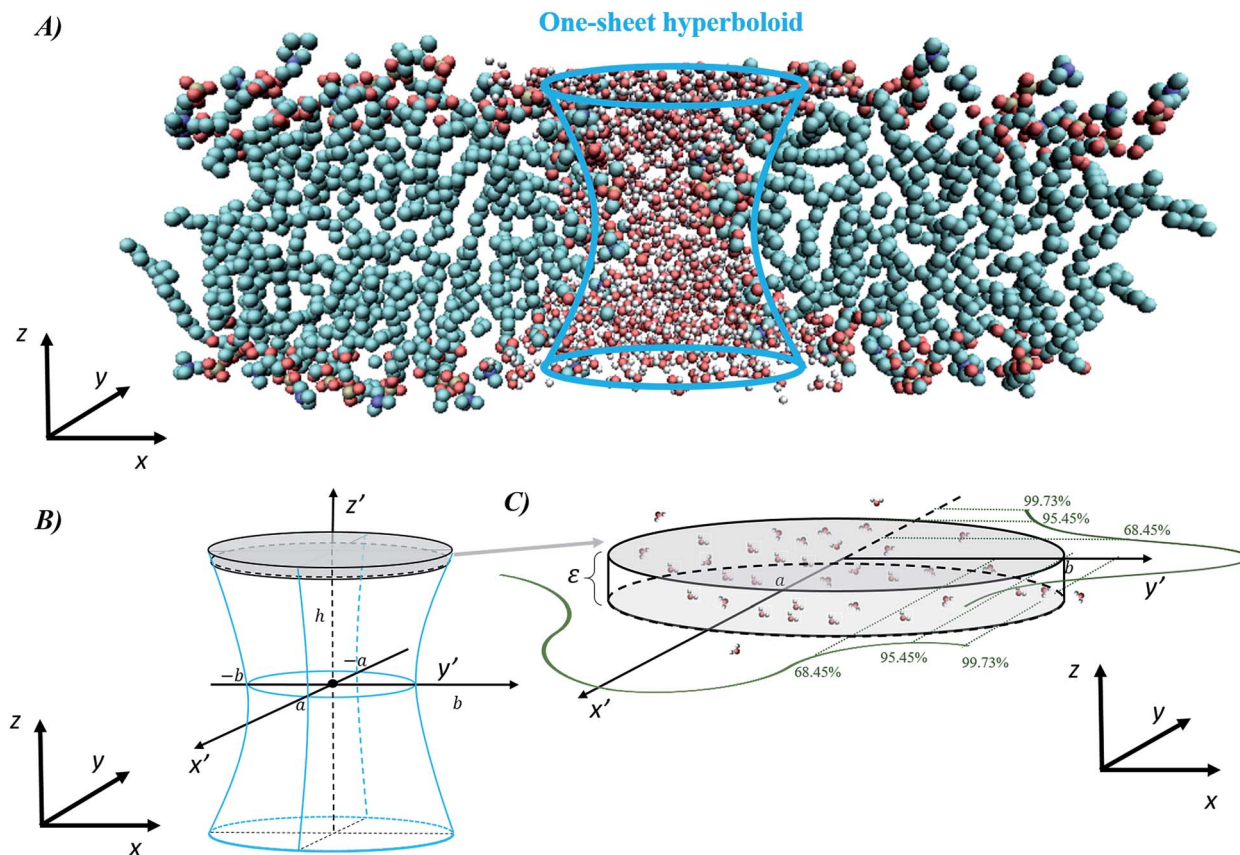 A)
One-sheet hyperboloid
z
y
x
B)
z'
h
-a
-b
y'
a
b
x'
z
y
x
C)
99.73%
95.45%
68.45%
ε
a
b
y'
68.45%
95.45%
99.73%
x'
z
y
x